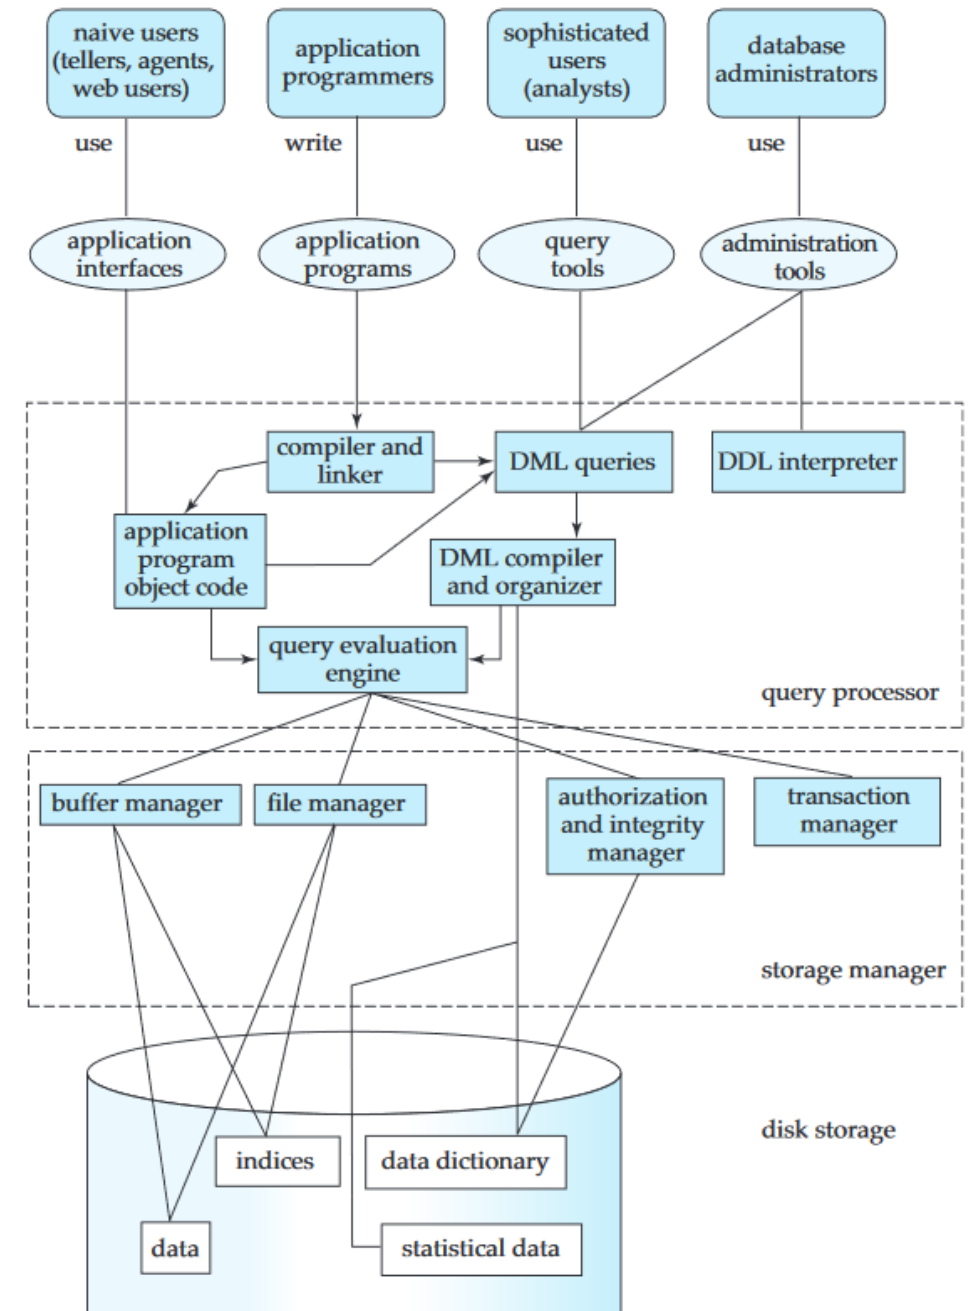 naive users
(tellers, agents,
web users)
application
programmers
sophisticated
users
(analysts)
database
administrators
use
write
use
use
application
interfaces
application
programs
query
tools
administration
tools
compiler and
linker
DML queries
DDL interpreter
application
program
object code
DML compiler
and organizer
query evaluation
engine
query processor
buffer manager
file manager
authorization
and integrity
manager
transaction
manager
storage manager
disk storage
indices
data dictionary
data
statistical data